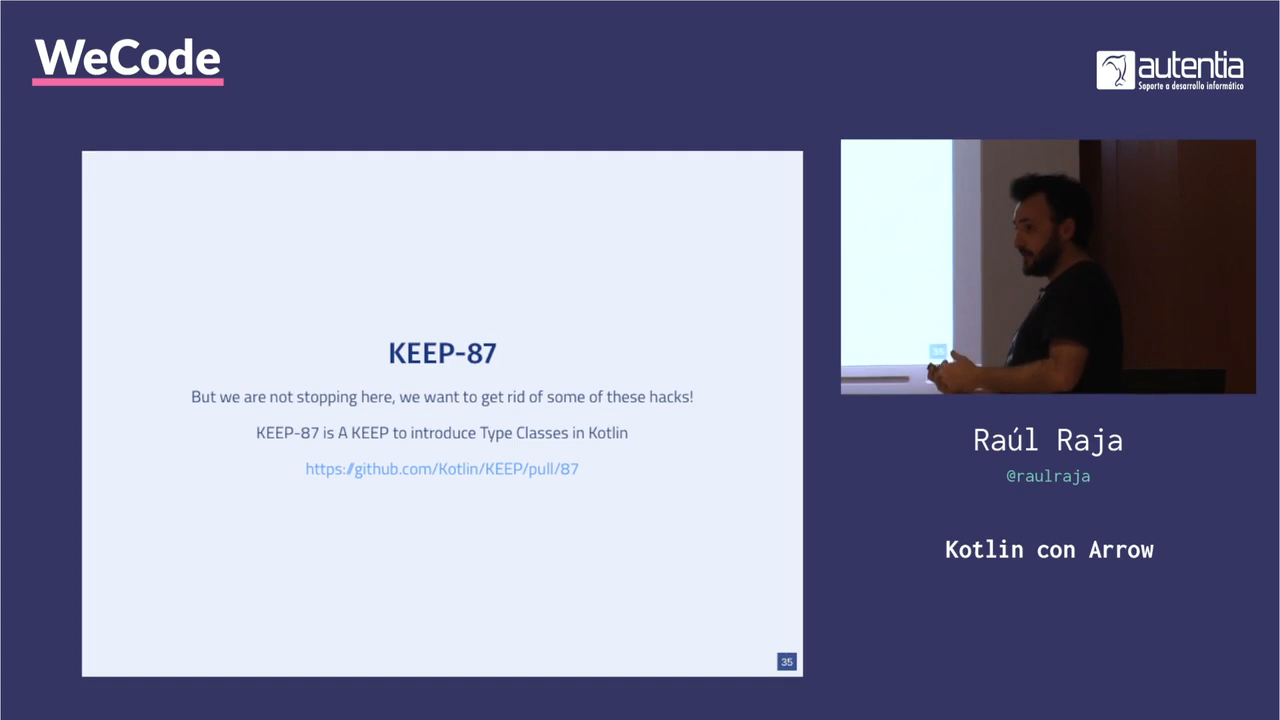 WeCode
autentia
Soporte a desarrollo informático
KEEP-87
But we are not stopping here, we want to get rid of some of these hacks!
KEEP-87 is A KEEP to introduce Type Classes in Kotlin
https://github.com/Kotlin/KEEP/pull/87
35
35
Raúl Raja
@raulraja
Kotlin con Arrow